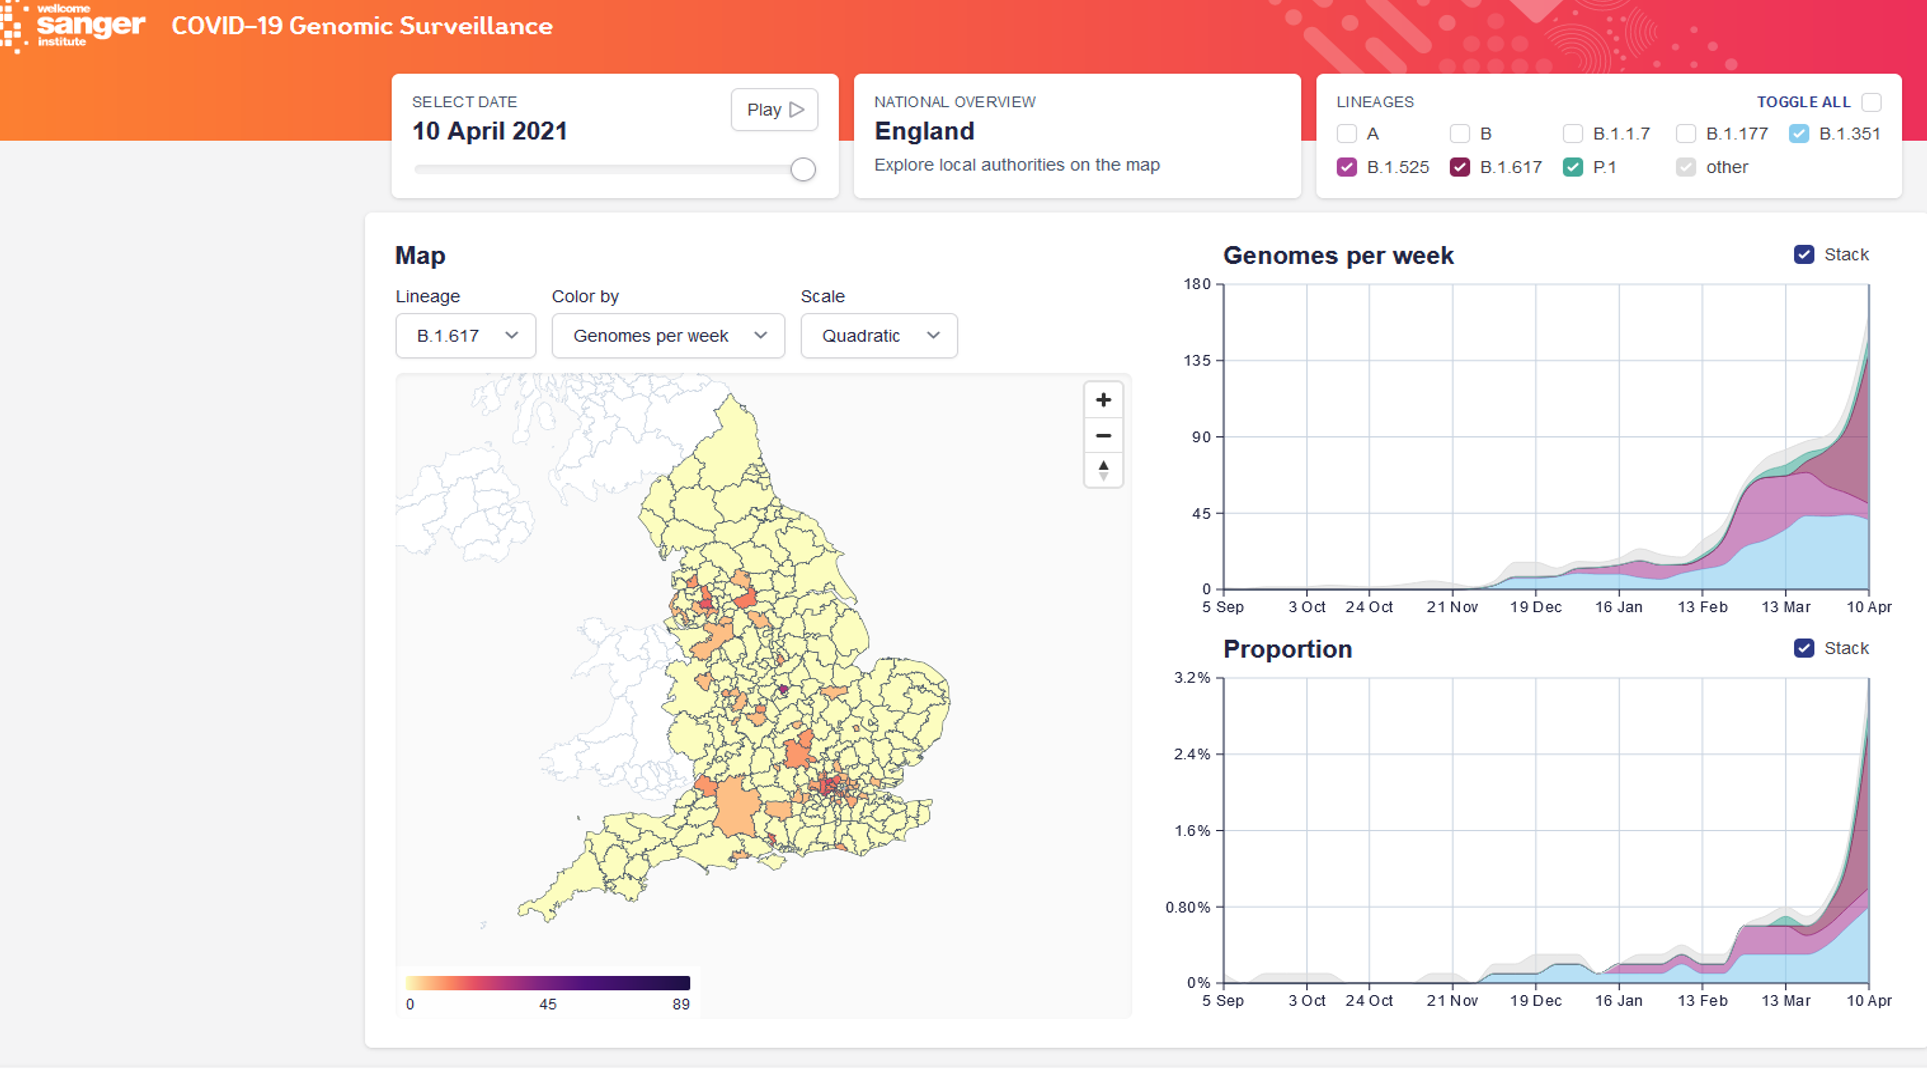 wellcome
sanger
institute
COVID-19 Genomic Surveillance
SELECT DATE
10 April 2021
Play
NATIONAL OVERVIEW
England
Explore local authorities on the map
LINEAGES
TOGGLE ALL
A
B
B.1.1.7
B.1.177
B.1.351
B.1.525
B.1.617
P.1
other
Map
Lineage
Color by
Scale
B.1.617
Genomes per week
Quadratic
+
−
0
45
89
Genomes per week
Stack
180
135
90
45
0
5 Sep 3 Oct 24 Oct 21 Nov 19 Dec 16 Jan 13 Feb 13 Mar 10 Apr
Proportion
Stack
3.2%
2.4%
1.6%
0.80%
0%
5 Sep 3 Oct 24 Oct 21 Nov 19 Dec 16 Jan 13 Feb 13 Mar 10 Apr